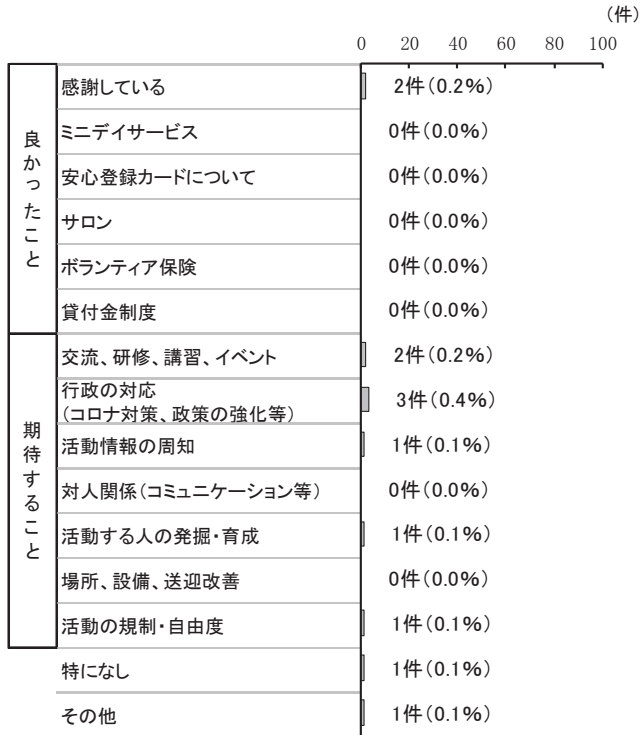 (件)
0 20 40 60 80 100
良かったこと
感謝している 2件(0.2%)
ミニデイサービス 0件(0.0%)
安心登録カードについて 0件(0.0%)
サロン 0件(0.0%)
ボランティア保険 0件(0.0%)
貸付金制度 0件(0.0%)
期待すること
交流、研修、講習、イベント 2件(0.2%)
行政の対応
(コロナ対策、政策の強化等) 3件(0.4%)
活動情報の周知 1件(0.1%)
対人関係(コミュニケーション等) 0件(0.0%)
活動する人の発掘・育成 1件(0.1%)
場所、設備、送迎改善 0件(0.0%)
活動の規制・自由度 1件(0.1%)
特になし 1件(0.1%)
その他 1件(0.1%)